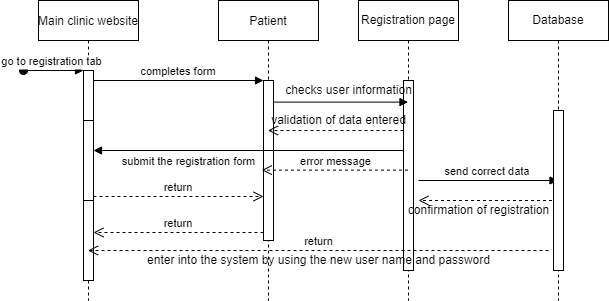 Main clinic website
Patient
Registration page
Database
go to registration tab
completes form
checks user information
validation of data entered
submit the registration form
error message
send correct data
return
confirmation of registration
return
return
enter into the system by using the new user name and password